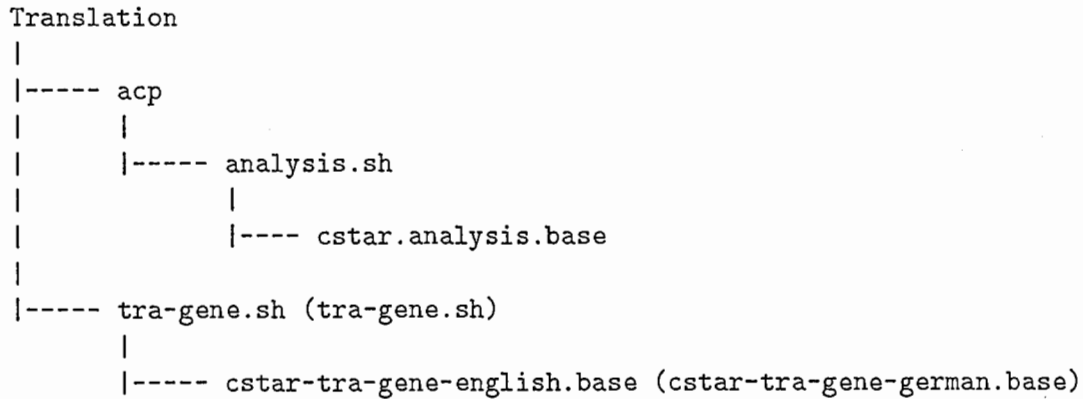 Translation
|
|----- acp
|       |
|       |----- analysis.sh
|               |
|               |---- cstar.analysis.base
|
|----- tra-gene.sh (tra-gene.sh)
        |
        |----- cstar-tra-gene-english.base (cstar-tra-gene-german.base)